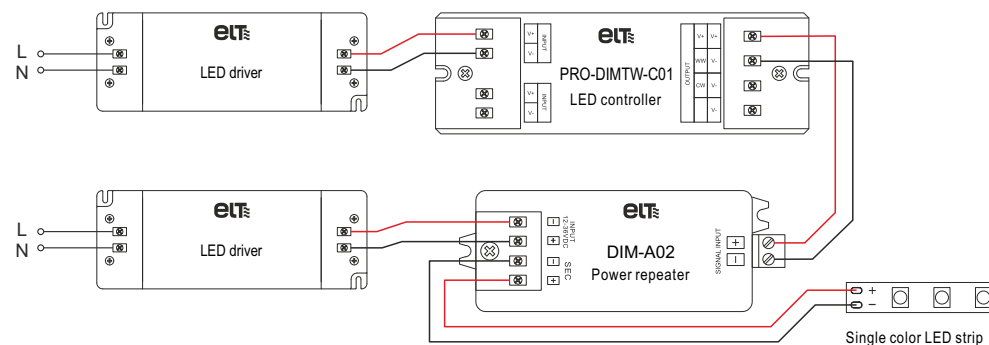 L
N
ELT
LED driver
V+
V-
INPUT
V+
V-
INPUT
ELT
PRO-DIMTW-C01
LED controller
OUTPUT
V+ V+
WW V-
CW V-
V-
L
N
ELT
LED driver
−
+
INPUT
12-36VDC
−
+
SEC
ELT
DIM-A02
Power repeater
SIGNAL INPUT
+
−
+
−
Single color LED strip